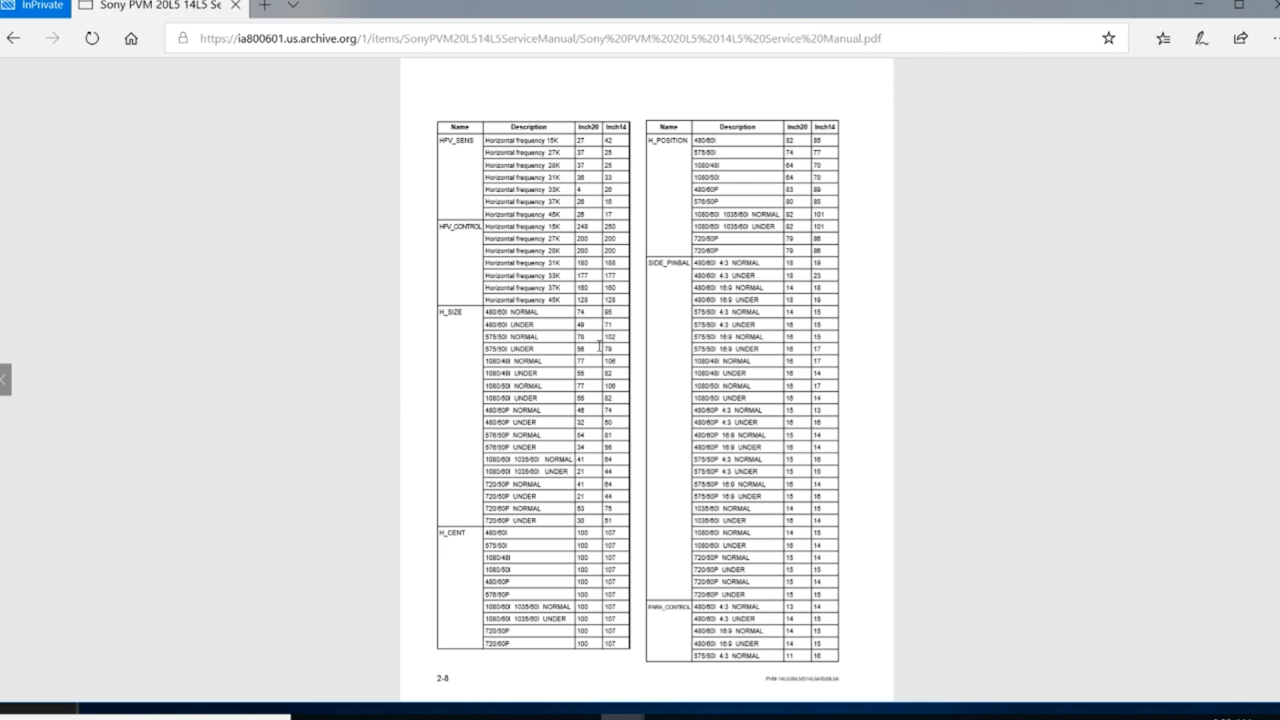 InPrivate
Sony PVM 20L5 14L5 Se
https://ia800601.us.archive.org/1/items/SonyPVM20L514L5ServiceManual/Sony%20PVM%2020L5%2014L5%20Service%20Manual.pdf
Name Description Inch20 Inch14
HFV_SENS Horizontal frequency 15K 27 42
Horizontal frequency 27K 37 25
Horizontal frequency 28K 37 25
Horizontal frequency 31K 36 33
Horizontal frequency 33K 4 26
Horizontal frequency 37K 26 16
Horizontal frequency 45K 26 17
HFV_CONTROL Horizontal frequency 15K 249 250
Horizontal frequency 27K 200 200
Horizontal frequency 28K 200 200
Horizontal frequency 31K 180 188
Horizontal frequency 33K 177 177
Horizontal frequency 37K 160 160
Horizontal frequency 45K 128 128
H_SIZE 480/60I NORMAL 74 95
480/60I UNDER 49 71
575/50I NORMAL 78 102
575/50I UNDER 56 79
1080/48I NORMAL 77 106
1080/48I UNDER 55 82
1080/50I NORMAL 77 106
1080/50I UNDER 55 82
480/60P NORMAL 46 74
480/60P UNDER 32 50
576/50P NORMAL 54 81
576/50P UNDER 34 56
1080/60I 1035/60I NORMAL 41 64
1080/60I 1035/60I UNDER 21 44
720/50P NORMAL 41 64
720/50P UNDER 21 44
720/60P NORMAL 53 75
720/60P UNDER 30 51
H_CENT 480/60I 100 107
575/50I 100 107
1080/48I 100 107
1080/50I 100 107
480/60P 100 107
576/50P 100 107
1080/60I 1035/60I NORMAL 100 107
1080/60I 1035/60I UNDER 100 107
720/50P 100 107
720/60P 100 107
Name Description Inch20 Inch14
H_POSITION 480/60I 82 86
575/50I 74 77
1080/48I 64 70
1080/50I 64 70
480/60P 83 89
576/50P 80 85
1080/60I 1035/60I NORMAL 92 101
1080/60I 1035/60I UNDER 92 101
720/50P 79 86
720/60P 79 86
SIDE_PINBAL 480/60I 4:3 NORMAL 18 19
480/60I 4:3 UNDER 18 23
480/60I 16:9 NORMAL 14 18
480/60I 16:9 UNDER 18 19
575/50I 4:3 NORMAL 14 15
575/50I 4:3 UNDER 16 15
575/50I 16:9 NORMAL 16 15
575/50I 16:9 UNDER 16 17
1080/48I NORMAL 16 17
1080/48I UNDER 16 14
1080/50I NORMAL 16 17
1080/50I UNDER 16 14
480/60P 4:3 NORMAL 15 13
480/60P 4:3 UNDER 16 16
480/60P 16:9 NORMAL 15 14
480/60P 16:9 UNDER 15 14
575/50P 4:3 NORMAL 15 16
575/50P 4:3 UNDER 15 15
575/50P 16:9 NORMAL 16 14
575/50P 16:9 UNDER 15 16
1035/60I NORMAL 14 15
1035/60I UNDER 16 14
1080/60I NORMAL 14 15
1080/60I UNDER 16 14
720/50P NORMAL 15 15
720/50P UNDER 15 15
720/60P NORMAL 15 14
720/60P UNDER 15 15
PARA_CONTROL 480/60I 4:3 NORMAL 13 14
480/60I 4:3 UNDER 14 15
480/60I 16:9 NORMAL 14 15
480/60I 16:9 UNDER 14 15
575/50I 4:3 NORMAL 11 16
2-8